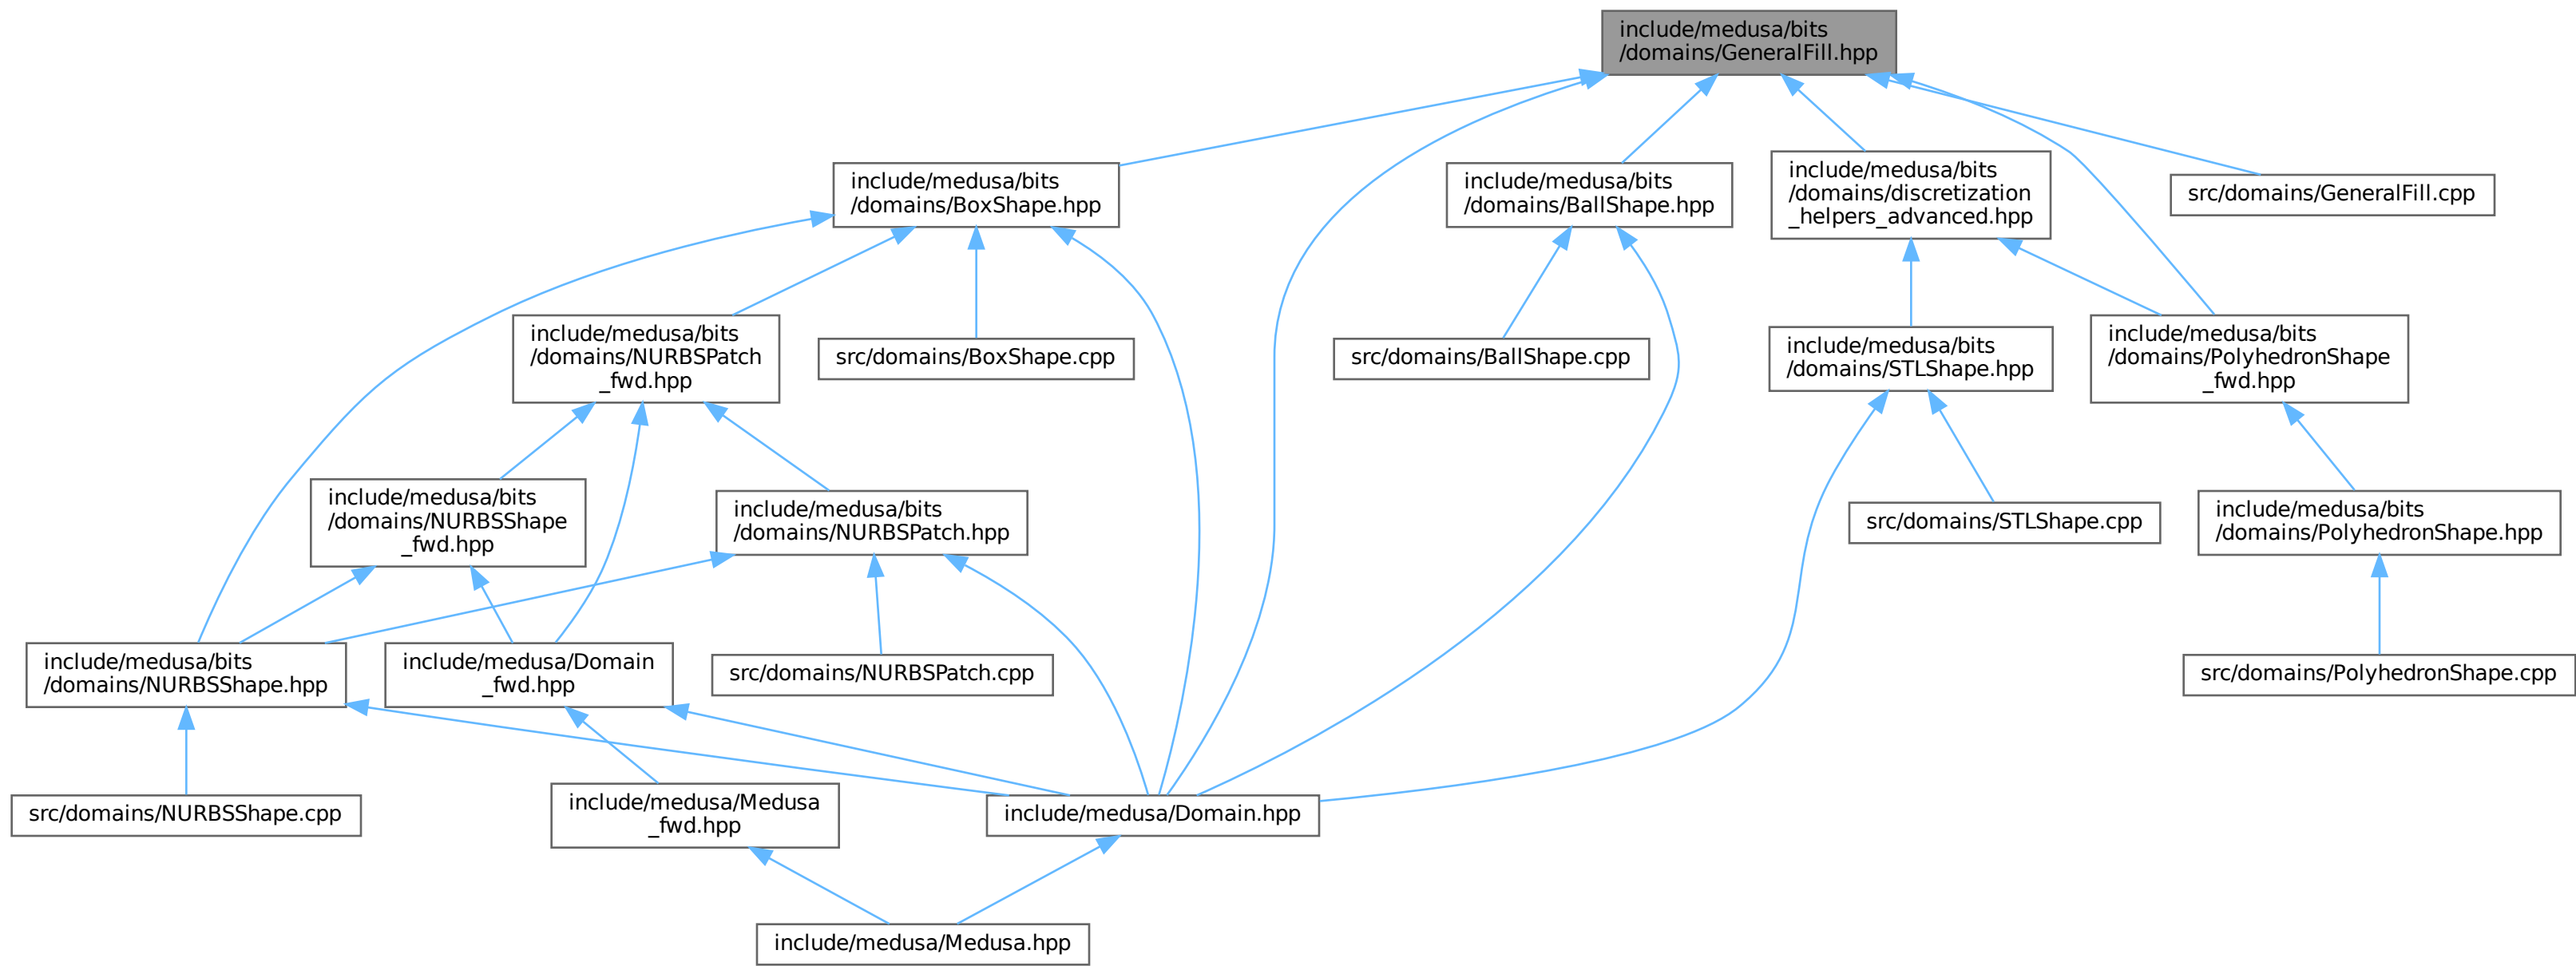 include/medusa/bits
/domains/GeneralFill.hpp
include/medusa/bits
/domains/BoxShape.hpp
include/medusa/bits
/domains/BallShape.hpp
include/medusa/bits
/domains/discretization
_helpers_advanced.hpp
src/domains/GeneralFill.cpp
include/medusa/bits
/domains/NURBSPatch
_fwd.hpp
src/domains/BoxShape.cpp
src/domains/BallShape.cpp
include/medusa/bits
/domains/STLShape.hpp
include/medusa/bits
/domains/PolyhedronShape
_fwd.hpp
include/medusa/bits
/domains/NURBSShape
_fwd.hpp
include/medusa/bits
/domains/NURBSPatch.hpp
src/domains/STLShape.cpp
include/medusa/bits
/domains/PolyhedronShape.hpp
include/medusa/bits
/domains/NURBSShape.hpp
include/medusa/Domain
_fwd.hpp
src/domains/NURBSPatch.cpp
src/domains/PolyhedronShape.cpp
src/domains/NURBSShape.cpp
include/medusa/Medusa
_fwd.hpp
include/medusa/Domain.hpp
include/medusa/Medusa.hpp